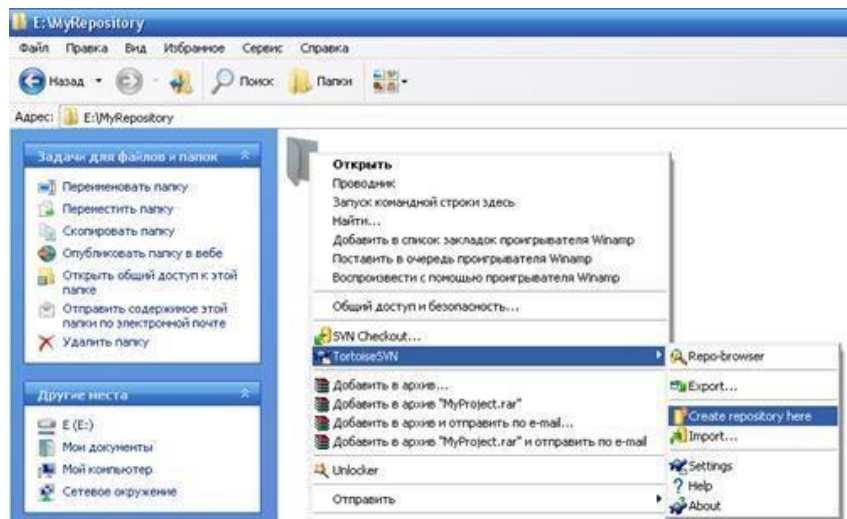 E:\MyRepository
Файл Правка Вид Избранное Сервис Справка
Назад Поиск Папки
Адрес: E:\MyRepository
Задачи для файлов и папок
Переименовать папку
Переместить папку
Скопировать папку
Опубликовать папку в вебе
Открыть общий доступ к этой
папке
Отправить содержимое этой
папки по электронной почте
Удалить папку
Другие места
E (E:)
Мои документы
Мой компьютер
Сетевое окружение
Открыть
Проводник
Запуск командной строки здесь
Найти...
Добавить в список закладок проигрывателя Winamp
Поставить в очередь проигрывателя Winamp
Воспроизвести с помощью проигрывателя Winamp
Общий доступ и безопасность...
SVN Checkout...
TortoiseSVN
Добавить в архив...
Добавить в архив "MyProject.rar"
Добавить в архив и отправить по e-mail...
Добавить в архив "MyProject.rar" и отправить по e-mail
Unlocker
Отправить
Repo-browser
Export...
Create repository here
Import...
Settings
Help
About